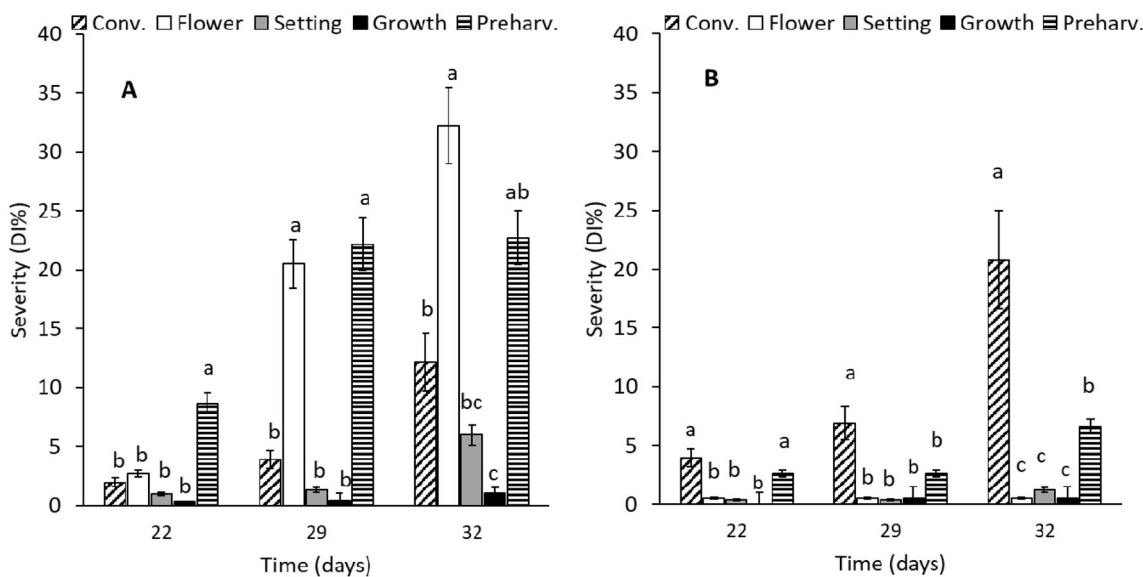 Conv. Flower Setting Growth Preharv.
A
Severity (DI%)
40
35
30
25
20
15
10
5
0
b b b b a
b a b b a
b a bc c ab
22 29 32
Time (days)
Conv. Flower Setting Growth Preharv.
B
Severity (DI%)
40
35
30
25
20
15
10
5
0
a b b b a
a b b b b
a c c c b
22 29 32
Time (days)